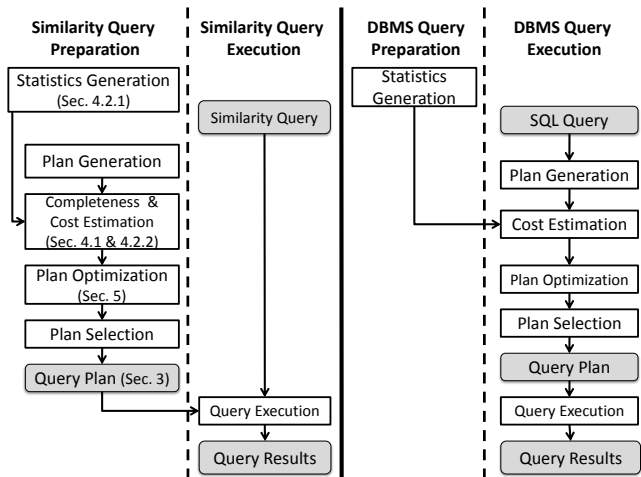 Similarity Query
Preparation
Statistics Generation
(Sec. 4.2.1)
Plan Generation
Completeness &
Cost Estimation
(Sec. 4.1 & 4.2.2)
Plan Optimization
(Sec. 5)
Plan Selection
Query Plan (Sec. 3)
Similarity Query
Execution
Similarity Query
Query Execution
Query Results
DBMS Query
Preparation
Statistics
Generation
DBMS Query
Execution
SQL Query
Plan Generation
Cost Estimation
Plan Optimization
Plan Selection
Query Plan
Query Execution
Query Results